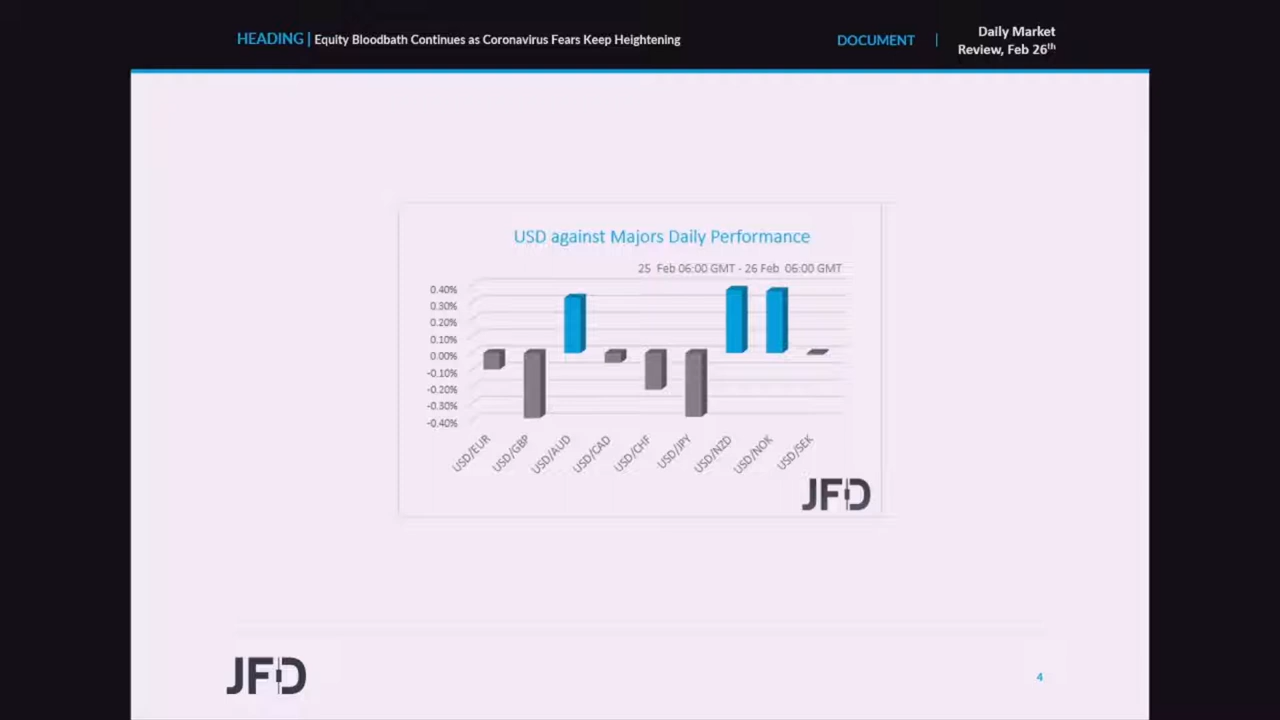 HEADING | Equity Bloodbath Continues as Coronavirus Fears Keep Heightening
DOCUMENT |
Daily Market
Review, Feb 26th
USD against Majors Daily Performance
25 Feb 06:00 GMT - 26 Feb 06:00 GMT
0.40%
0.30%
0.20%
0.10%
0.00%
-0.10%
-0.20%
-0.30%
-0.40%
USD/EUR
USD/GBP
USD/AUD
USD/CAD
USD/CHF
USD/JPY
USD/NZD
USD/NOK
USD/SEK
JFD
JFD
4